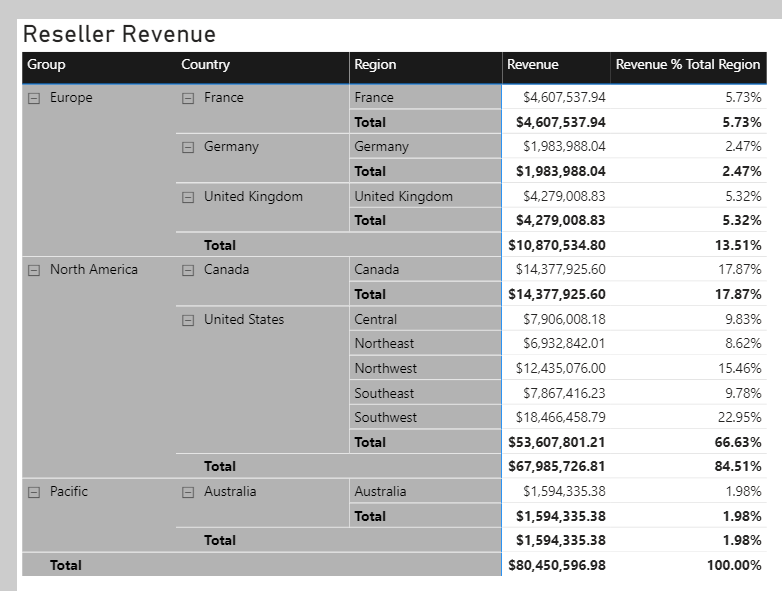 Reseller Revenue
Group Country Region Revenue Revenue % Total Region
Europe France France $4,607,537.94 5.73%
Total $4,607,537.94 5.73%
Germany Germany $1,983,988.04 2.47%
Total $1,983,988.04 2.47%
United Kingdom United Kingdom $4,279,008.83 5.32%
Total $4,279,008.83 5.32%
Total $10,870,534.80 13.51%
North America Canada Canada $14,377,925.60 17.87%
Total $14,377,925.60 17.87%
United States Central $7,906,008.18 9.83%
Northeast $6,932,842.01 8.62%
Northwest $12,435,076.00 15.46%
Southeast $7,867,416.23 9.78%
Southwest $18,466,458.79 22.95%
Total $53,607,801.21 66.63%
Total $67,985,726.81 84.51%
Pacific Australia Australia $1,594,335.38 1.98%
Total $1,594,335.38 1.98%
Total $1,594,335.38 1.98%
Total $80,450,596.98 100.00%